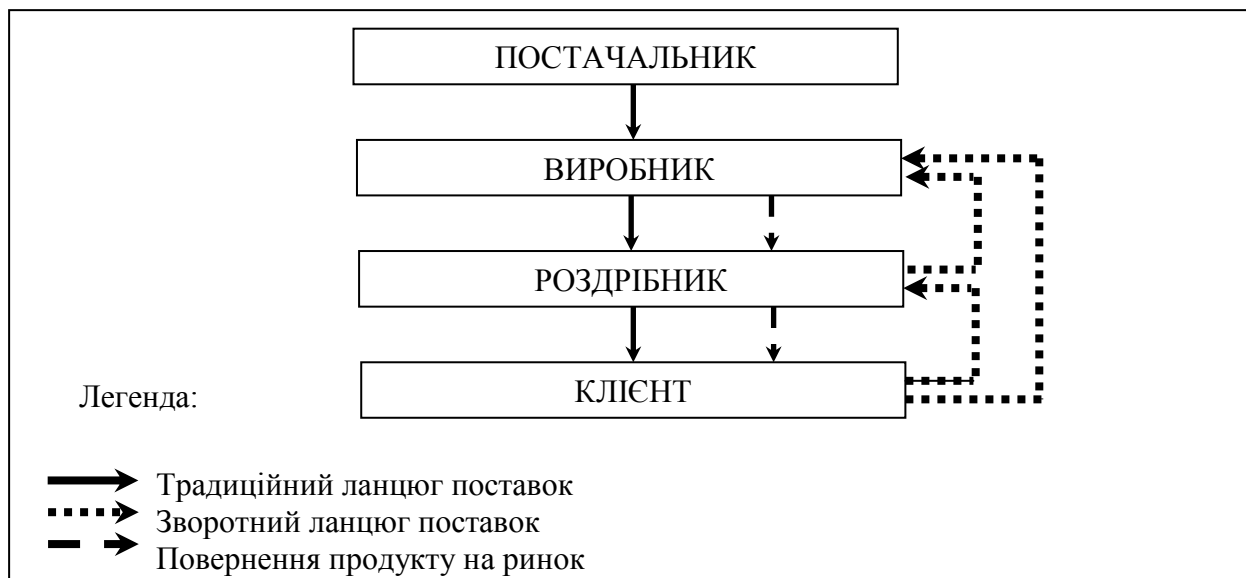 ПОСТАЧАЛЬНИК
ВИРОБНИК
РОЗДРІБНИК
КЛІЄНТ
Легенда:
Традиційний ланцюг поставок
Зворотний ланцюг поставок
Повернення продукту на ринок